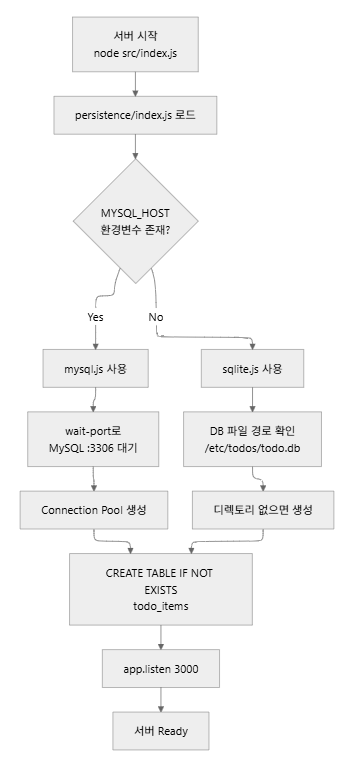 서버 시작
node src/index.js
persistence/index.js 로드
MYSQL_HOST
환경변수 존재?
Yes
No
mysql.js 사용
sqlite.js 사용
wait-port로
MySQL :3306 대기
DB 파일 경로 확인
/etc/todos/todo.db
Connection Pool 생성
디렉토리 없으면 생성
CREATE TABLE IF NOT
EXISTS
todo_items
app.listen 3000
서버 Ready